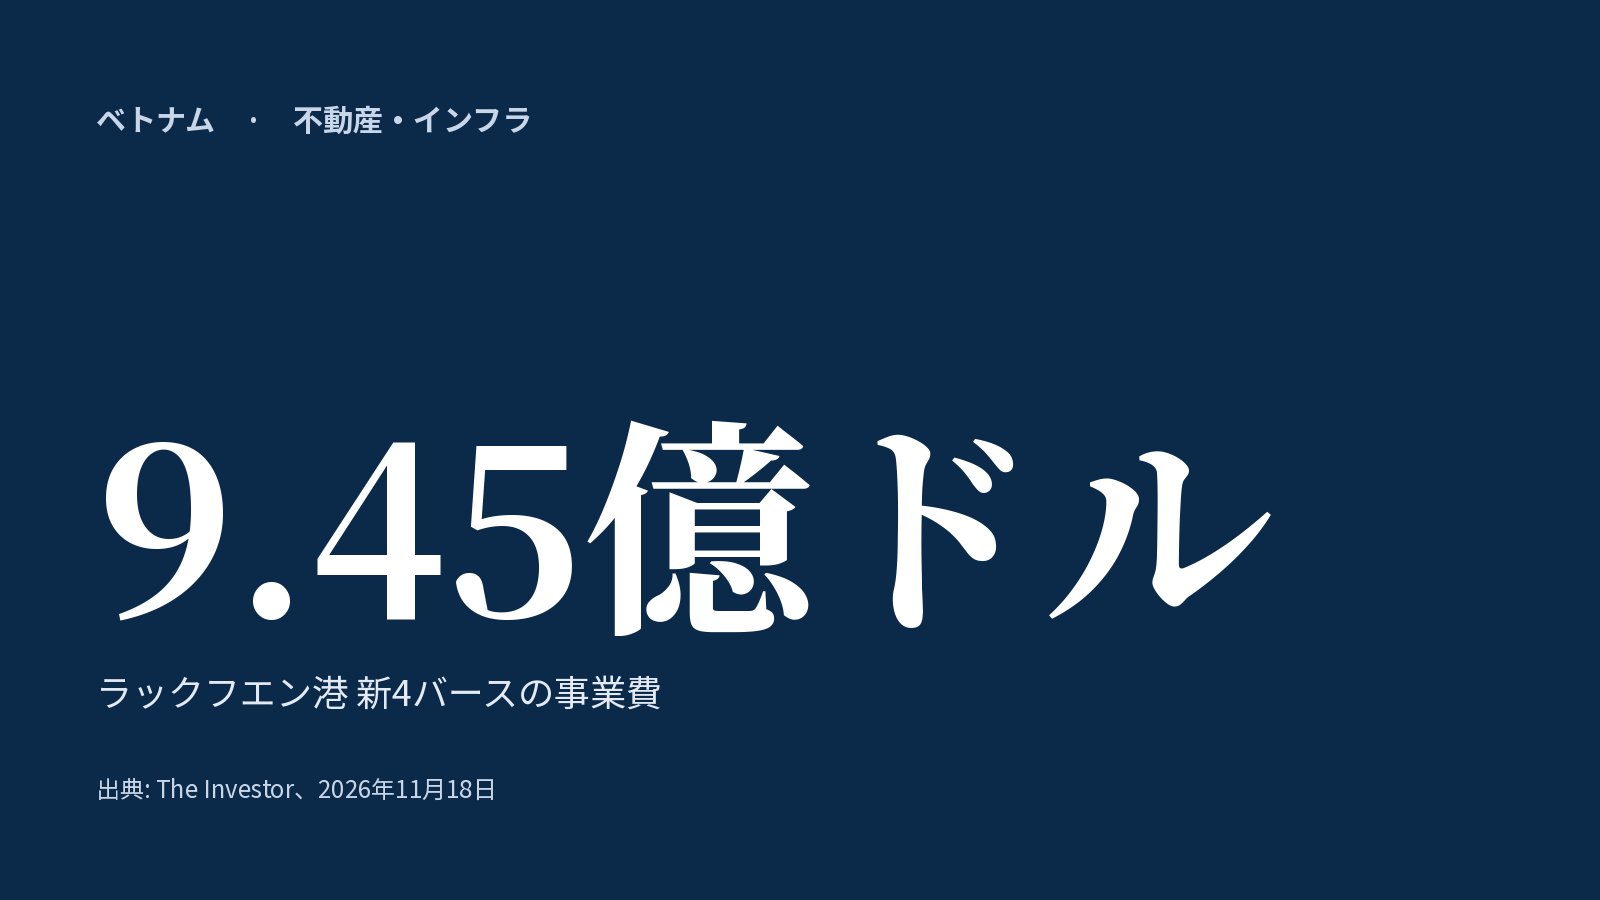 ベトナム · 不動産・インフラ
9.45億ドル
ラックフエン港 新4バースの事業費
出典: The Investor、2026年11月18日